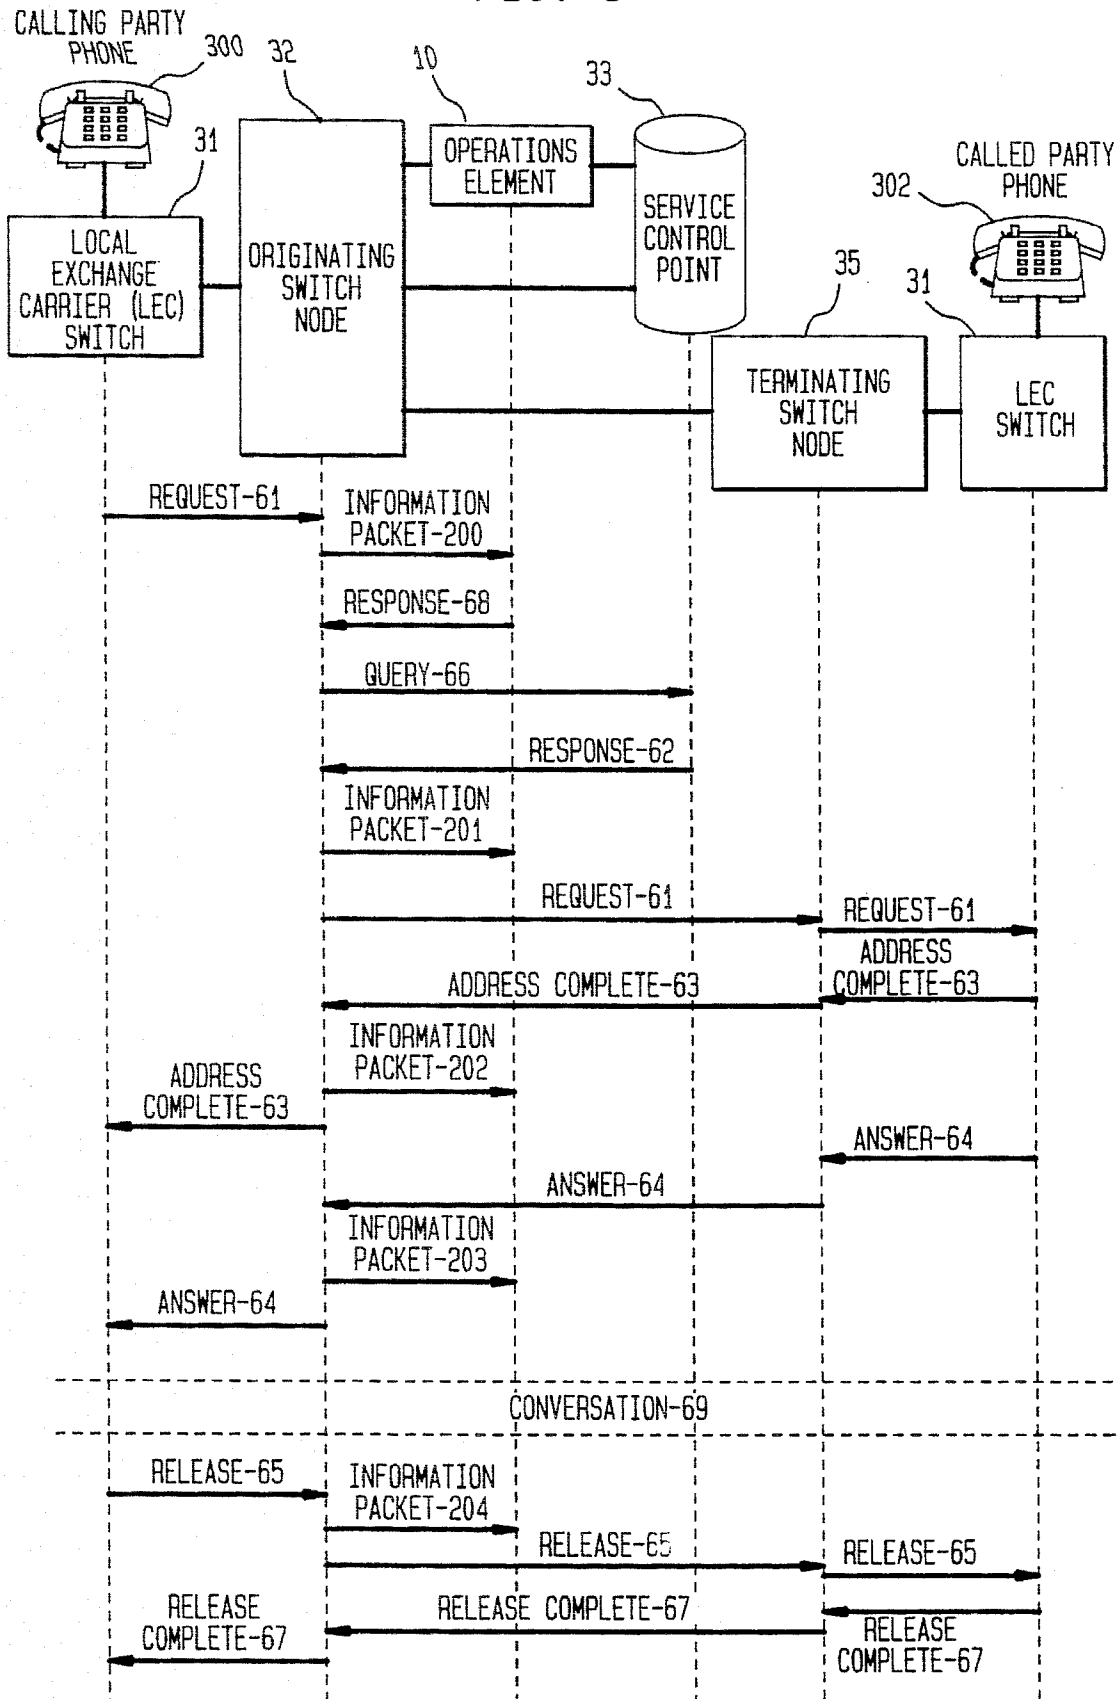 CALLING PARTY
PHONE
300
32
10
33
31
OPERATIONS
ELEMENT
CALLED PARTY
PHONE
302
LOCAL
EXCHANGE
CARRIER (LEC)
SWITCH
ORIGINATING
SWITCH
NODE
SERVICE
CONTROL
POINT
35
31
TERMINATING
SWITCH
NODE
LEC
SWITCH
REQUEST-61
INFORMATION
PACKET-200
RESPONSE-68
QUERY-66
RESPONSE-62
INFORMATION
PACKET-201
REQUEST-61
REQUEST-61
ADDRESS
COMPLETE-63
ADDRESS COMPLETE-63
INFORMATION
PACKET-202
ADDRESS
COMPLETE-63
ANSWER-64
ANSWER-64
INFORMATION
PACKET-203
ANSWER-64
CONVERSATION-69
RELEASE-65
INFORMATION
PACKET-204
RELEASE-65
RELEASE-65
RELEASE COMPLETE-67
RELEASE
COMPLETE-67
RELEASE
COMPLETE-67